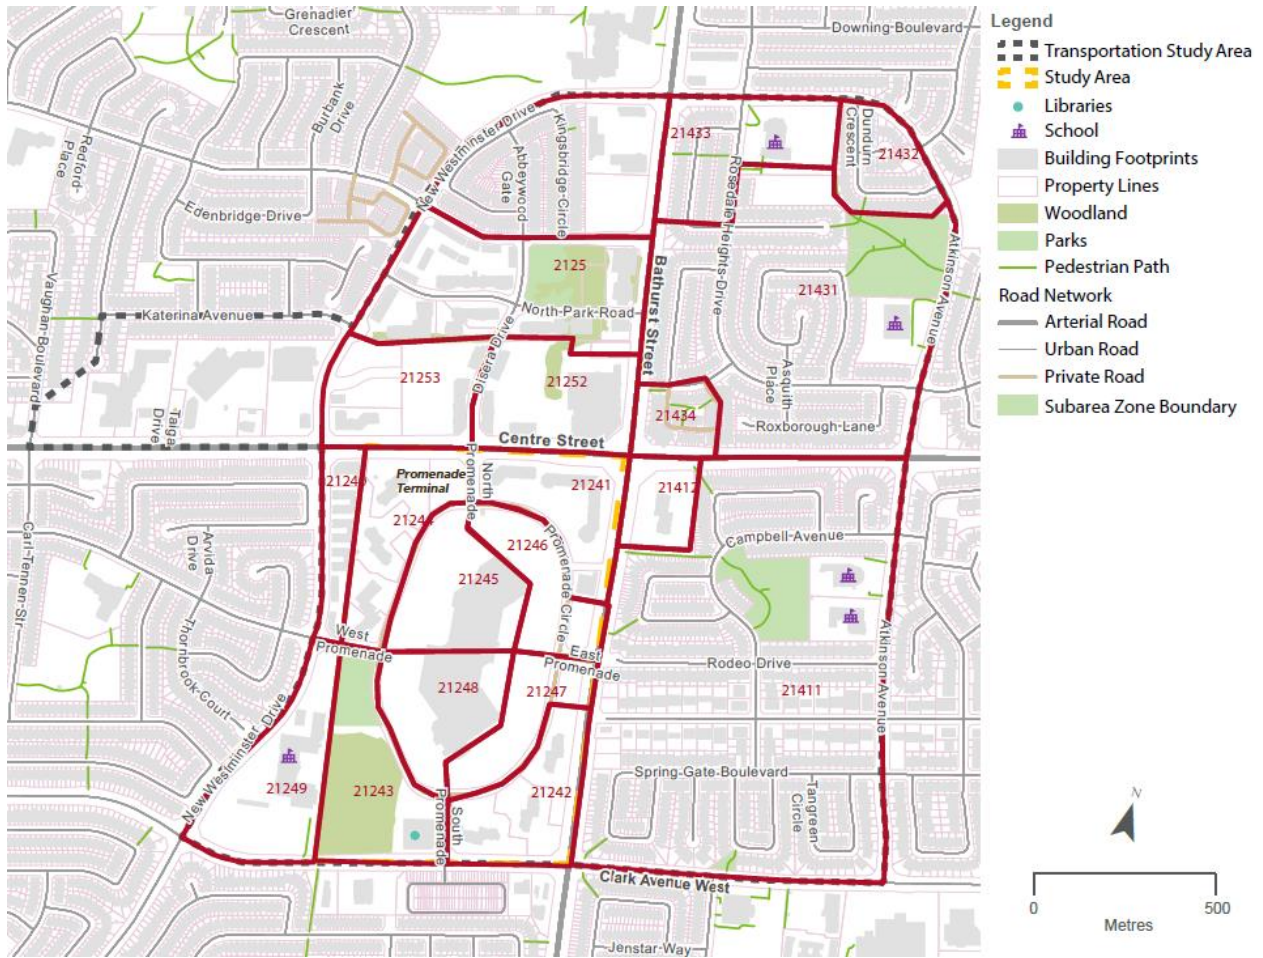 Grenadier
Crescent
Downing Boulevard
Burbank
Drive
Redford
Place
New Westminster Drive
Kingsbridge Circle
Abbeywood
Gate
21433
Dundurn
Crescent
21432
Rosedale Heights Drive
Edenbridge Drive
Vaughan Boulevard
2125
Bathurst Street
21431
Atkinson Avenue
Katerina Avenue
North Park Road
Disera Drive
21253
21252
Asquith
Place
21434
Taiga
Drive
Roxborough Lane
Centre Street
North
Promenade
Promenade
Terminal
21240
21241
21412
21244
21246
Promenade Circle
Carl Tennen Str
Arvida
Drive
Campbell Avenue
21245
West
Promenade
East
Promenade
Thornbrook Court
Rodeo Drive
Atkinson Avenue
21248
21247
21411
New Westminster Drive
21249
21243
21242
Spring Gate Boulevard
Tangreen
Circle
South
Promenade
Clark Avenue West
Jenstar Way
Legend
Transportation Study Area
Study Area
Libraries
School
Building Footprints
Property Lines
Woodland
Parks
Pedestrian Path
Road Network
Arterial Road
Urban Road
Private Road
Subarea Zone Boundary
N
0 500
Metres